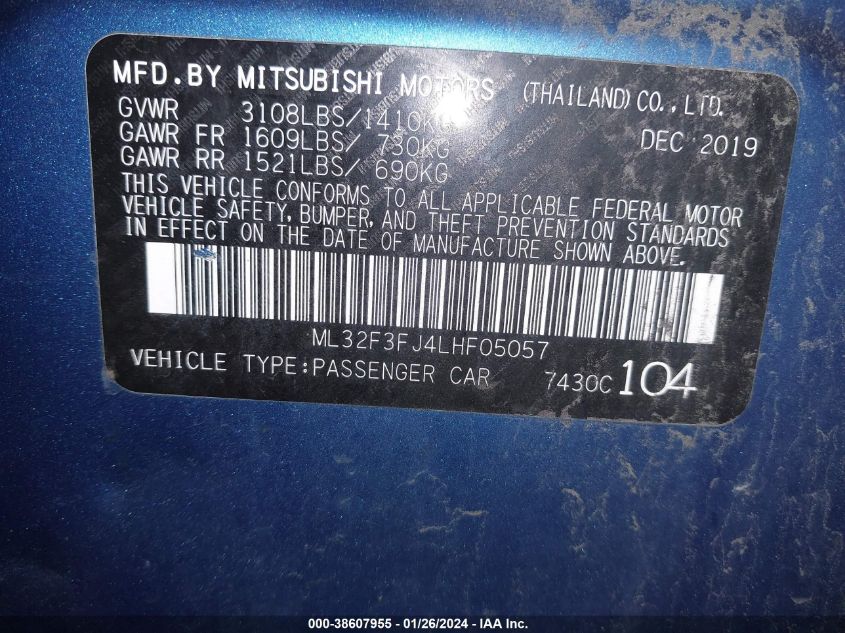 MFD.BY MITSUBISHI MOTORS (THAILAND) CO., LTD.
GVWR 3108LBS/1410KG DEC 2019
GAWR FR 1609LBS/ 730KG
GAWR RR 1521LBS/ 690KG
THIS VEHICLE CONFORMS TO ALL APPLICABLE FEDERAL MOTOR
VEHICLE SAFETY, BUMPER, AND THEFT PREVENTION STANDARDS
IN EFFECT ON THE DATE OF MANUFACTURE SHOWN ABOVE.
ML32F3FJ4LHF05057
VEHICLE TYPE:PASSENGER CAR 7430C 104
000-38607955 - 01/26/2024 - IAA Inc.